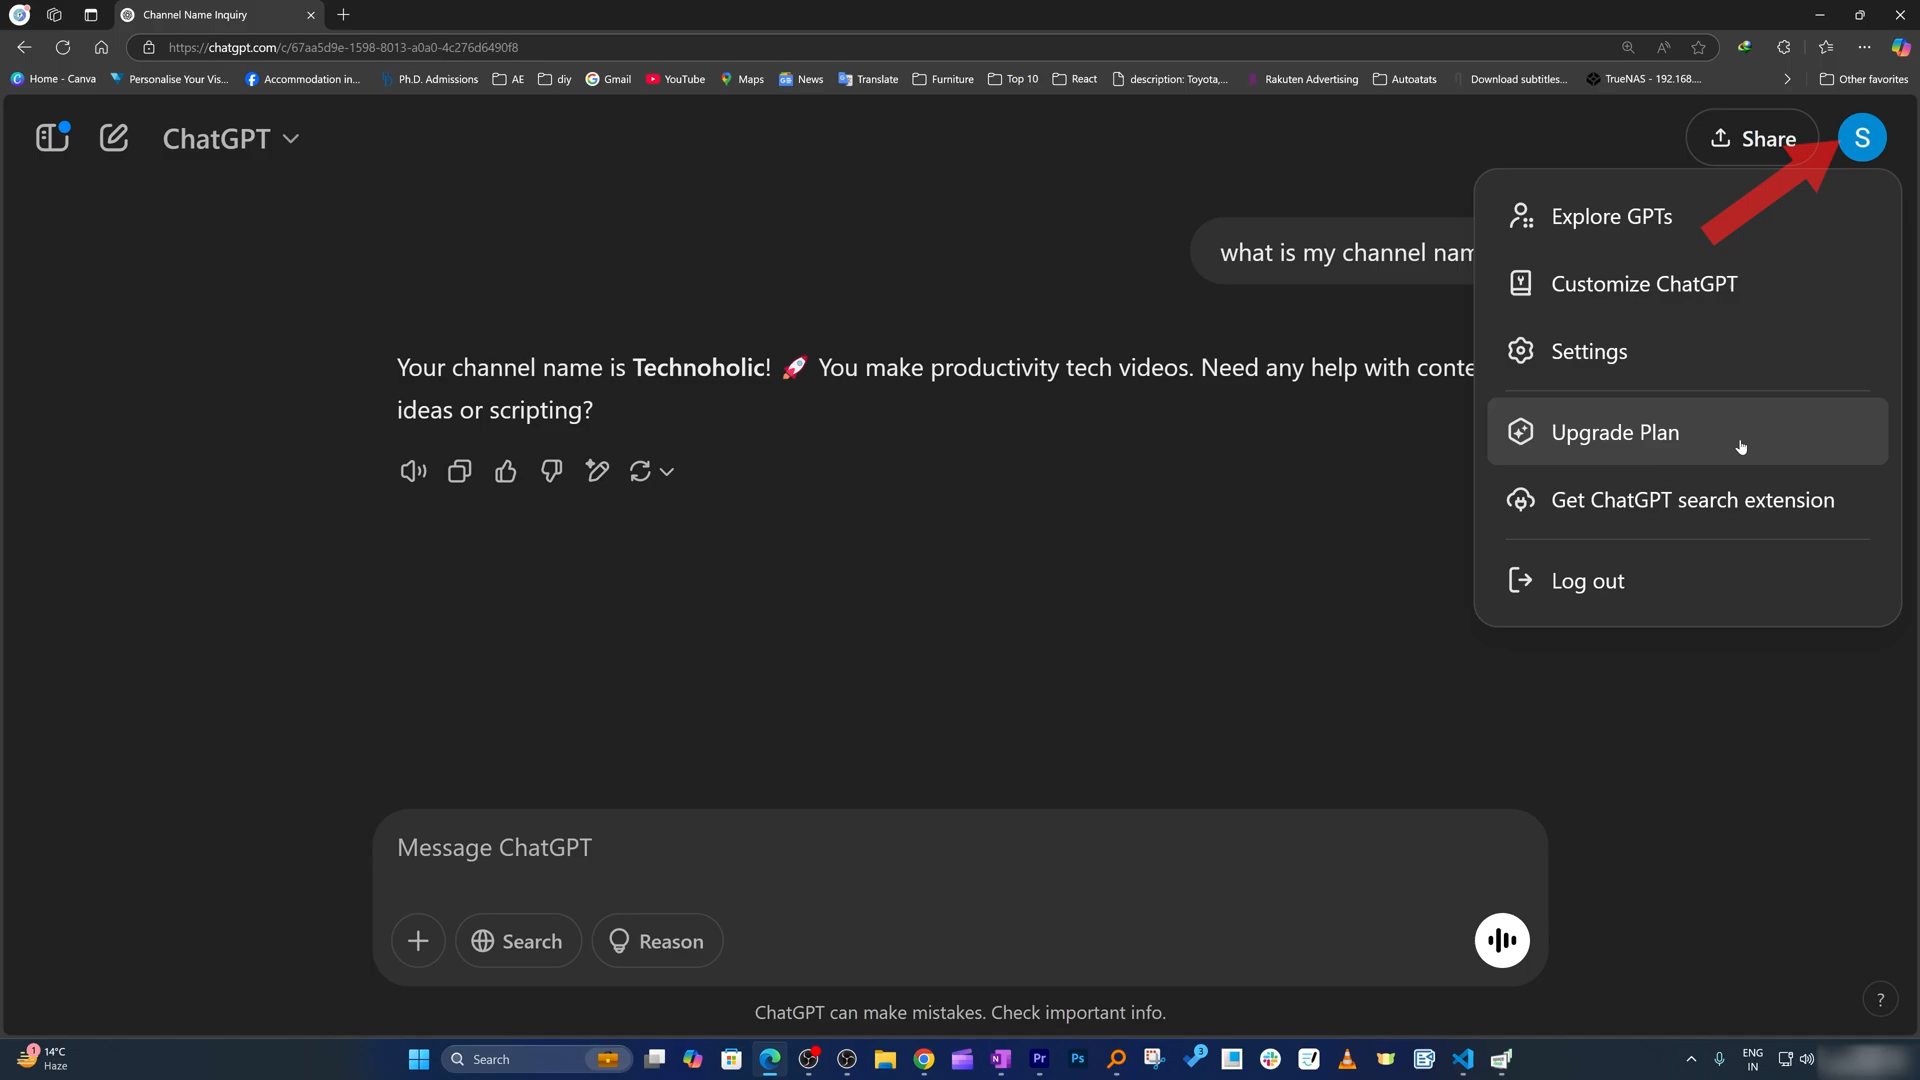 Channel Name Inquiry
https://chatgpt.com/c/67aa5d9e-1598-8013-a0a0-4c276d6490f8
Home - Canva
Personalise Your Vis...
Accommodation in...
Ph.D. Admissions
AE
diy
Gmail
YouTube
Maps
News
Translate
Furniture
Top 10
React
description: Toyota,...
Rakuten Advertising
Autoatats
Download subtitles...
TrueNAS - 192.168....
Other favorites
ChatGPT
Share
S
Explore GPTs
what is my channel nam
Customize ChatGPT
Settings
Your channel name is Technoholic! 🚀 You make productivity tech videos. Need any help with conte
ideas or scripting?
Upgrade Plan
Get ChatGPT search extension
Log out
Message ChatGPT
Search
Reason
ChatGPT can make mistakes. Check important info.
?
1
14°C
Haze
Search
Pr
Ps
3
ENG
IN